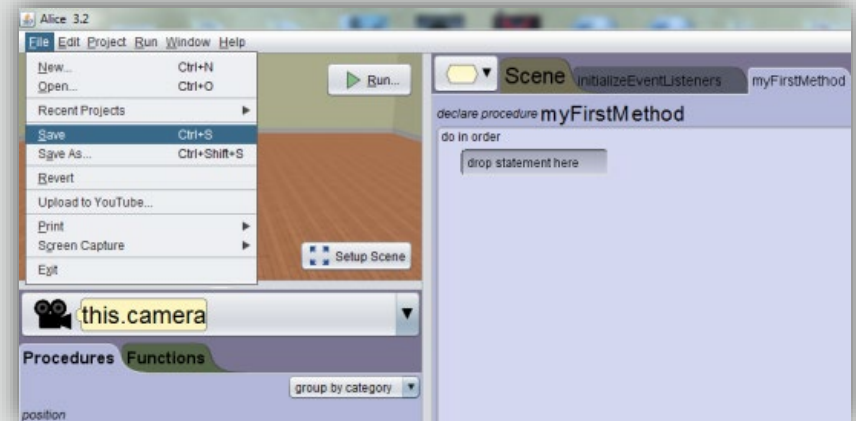 Alice 3.2
File Edit Project Run Window Help
New... Ctrl+N
Open... Ctrl+O
Recent Projects
Save Ctrl+S
Save As... Ctrl+Shift+S
Revert
Upload to YouTube...
Print
Screen Capture
Exit
Run...
Setup Scene
this.camera
Procedures Functions
group by category
position
Scene initializeEventListeners myFirstMethod
declare procedure myFirstMethod
do in order
drop statement here